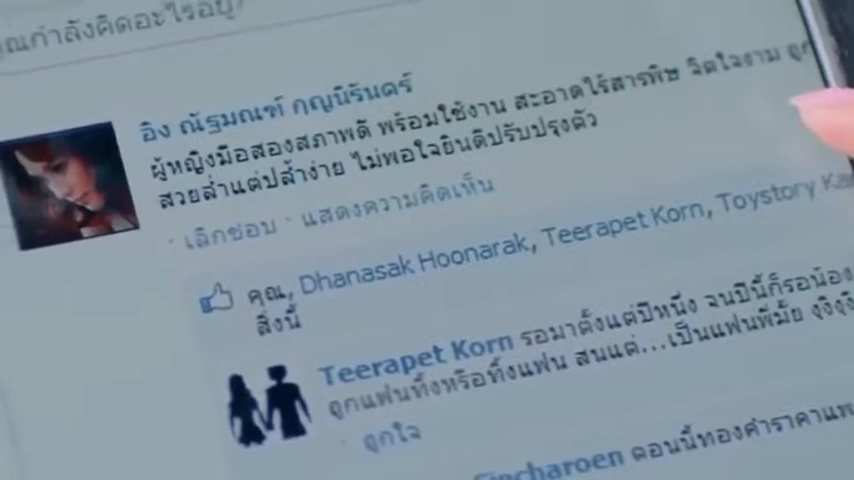 คุณกำลังคิดอะไรอยู่?
อิง ณัฐมณฑ์ กุญนิรันดร์
ผู้หญิงมือสองสภาพดี พร้อมใช้งาน สะอาดไร้สารพิษ จิตใจงาม
สวยล่ำแต่ปล้ำง่าย ไม่พอใจยินดีปรับปรุงตัว
· เลิกชอบ · แสดงความคิดเห็น
คุณ, Dhanasak Hoonarak, Teerapet Korn, Toystory
สิ่งนี้
Teerapet Korn รอมาตั้งแต่ปีหนึ่ง จนปีนี้ก็รอน้อง
ถูกแฟนทิ้งหรือทิ้งแฟน สนแต่...เป็นแฟนพี่มั้ย
· ถูกใจ
Sincharoen ตอนนี้ทองคำราคา